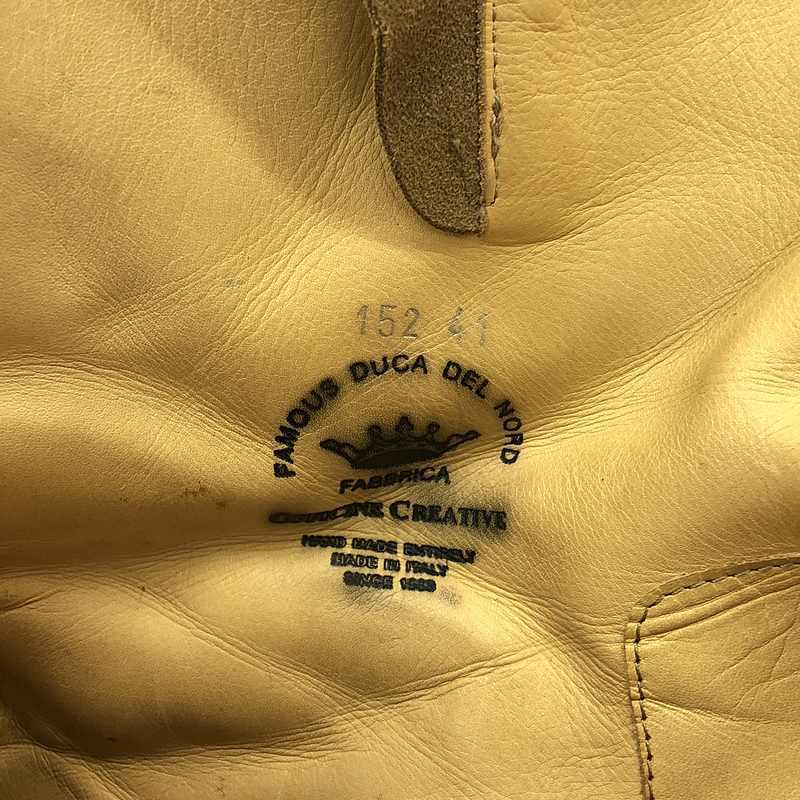 152 41
FAMOUS DUCA DEL NORD
FABBRICA
CREATIVE
HAND MADE ENTIRELY
MADE IN ITALY
SINCE